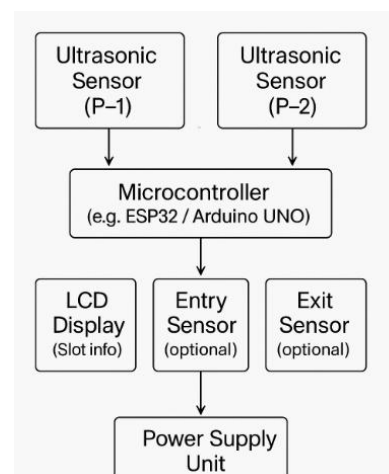 Ultrasonic
Sensor
(P–1)
Ultrasonic
Sensor
(P–2)
Microcontroller
(e.g. ESP32 / Arduino UNO)
LCD
Display
(Slot info)
Entry
Sensor
(optional)
Exit
Sensor
(optional)
Power Supply
Unit